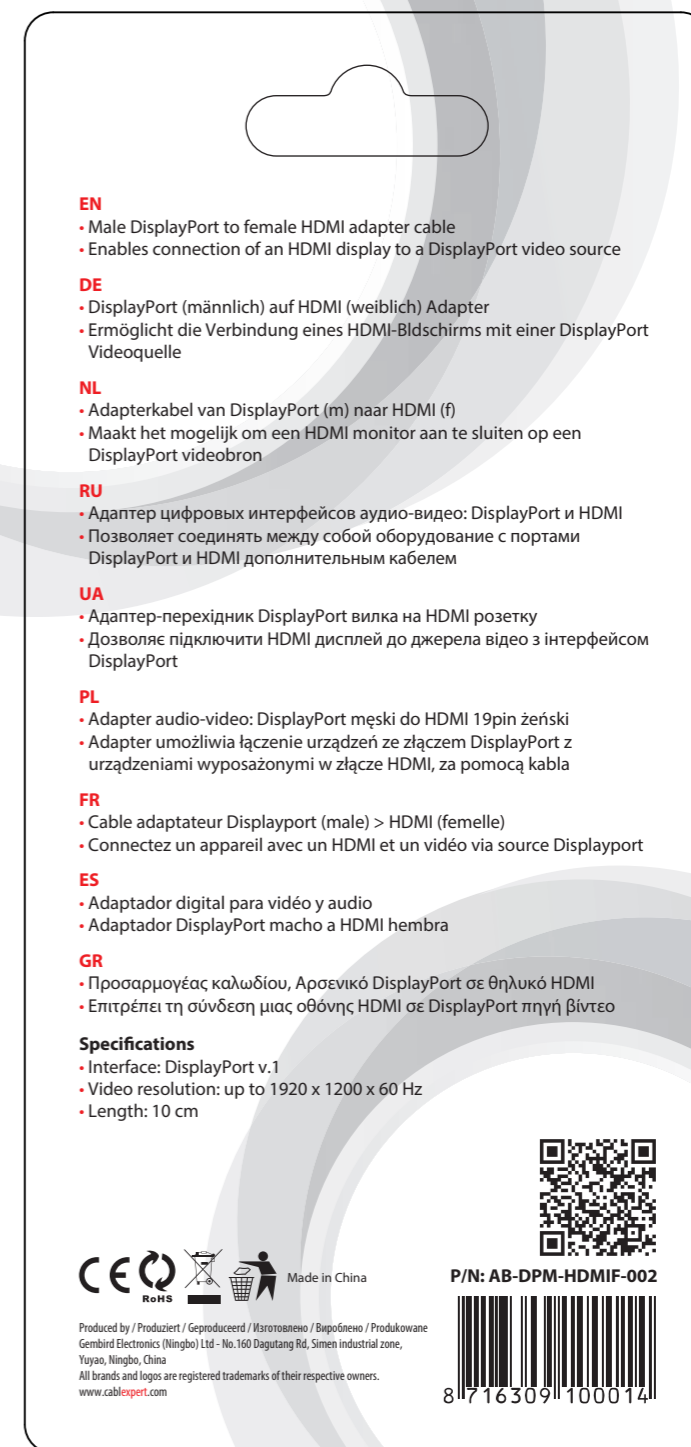 EN
• Male DisplayPort to female HDMI adapter cable
• Enables connection of an HDMI display to a DisplayPort video source
DE
• DisplayPort (männlich) auf HDMI (weiblich) Adapter
• Ermöglicht die Verbindung eines HDMI-Bldschirms mit einer DisplayPort
Videoquelle
NL
• Adapterkabel van DisplayPort (m) naar HDMI (f)
• Maakt het mogelijk om een HDMI monitor aan te sluiten op een
DisplayPort videobron
RU
• Адаптер цифровых интерфейсов аудио-видео: DisplayPort и HDMI
• Позволяет соединять между собой оборудование с портами
DisplayPort и HDMI дополнительным кабелем
UA
• Адаптер-перехідник DisplayPort вилка на HDMI розетку
• Дозволяє підключити HDMI дисплей до джерела відео з інтерфейсом
DisplayPort
PL
• Adapter audio-video: DisplayPort męski do HDMI 19pin żeński
• Adapter umożliwia łączenie urządzeń ze złączem DisplayPort z
urządzeniami wyposażonymi w złącze HDMI, za pomocą kabla
FR
• Cable adaptateur Displayport (male) > HDMI (femelle)
• Connectez un appareil avec un HDMI et un vidéo via source Displayport
ES
• Adaptador digital para vidéo y audio
• Adaptador DisplayPort macho a HDMI hembra
GR
• Προσαρμογέας καλωδίου, Αρσενικό DisplayPort σε θηλυκό HDMI
• Επιτρέπει τη σύνδεση μιας οθόνης HDMI σε DisplayPort πηγή βίντεο
Specifications
• Interface: DisplayPort v.1
• Video resolution: up to 1920 x 1200 x 60 Hz
• Length: 10 cm
CE
RoHS
Made in China
P/N: AB-DPM-HDMIF-002
Produced by / Produziert / Geproduceerd / Изготовлено / Вироблено / Produkowane
Gembird Electronics (Ningbo) Ltd - No.160 Dagutang Rd, Simen industrial zone,
Yuyao, Ningbo, China
All brands and logos are registered trademarks of their respective owners.
www.cablexpert.com
8 716309 100014